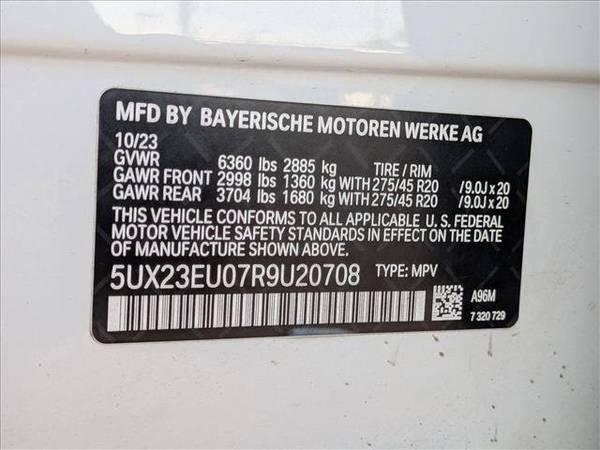 MFD BY BAYERISCHE MOTOREN WERKE AG
10/23
GVWR 6360 lbs 2885 kg TIRE / RIM
GAWR FRONT 2998 lbs 1360 kg WITH 275/45 R20 /9.0J x 20
GAWR REAR 3704 lbs 1680 kg WITH 275/45 R20 /9.0J x 20
THIS VEHICLE CONFORMS TO ALL APPLICABLE U. S. FEDERAL
MOTOR VEHICLE SAFETY STANDARDS IN EFFECT ON THE DATE
OF MANUFACTURE SHOWN ABOVE.
5UX23EU07R9U20708 TYPE: MPV
A96M
7 320 729